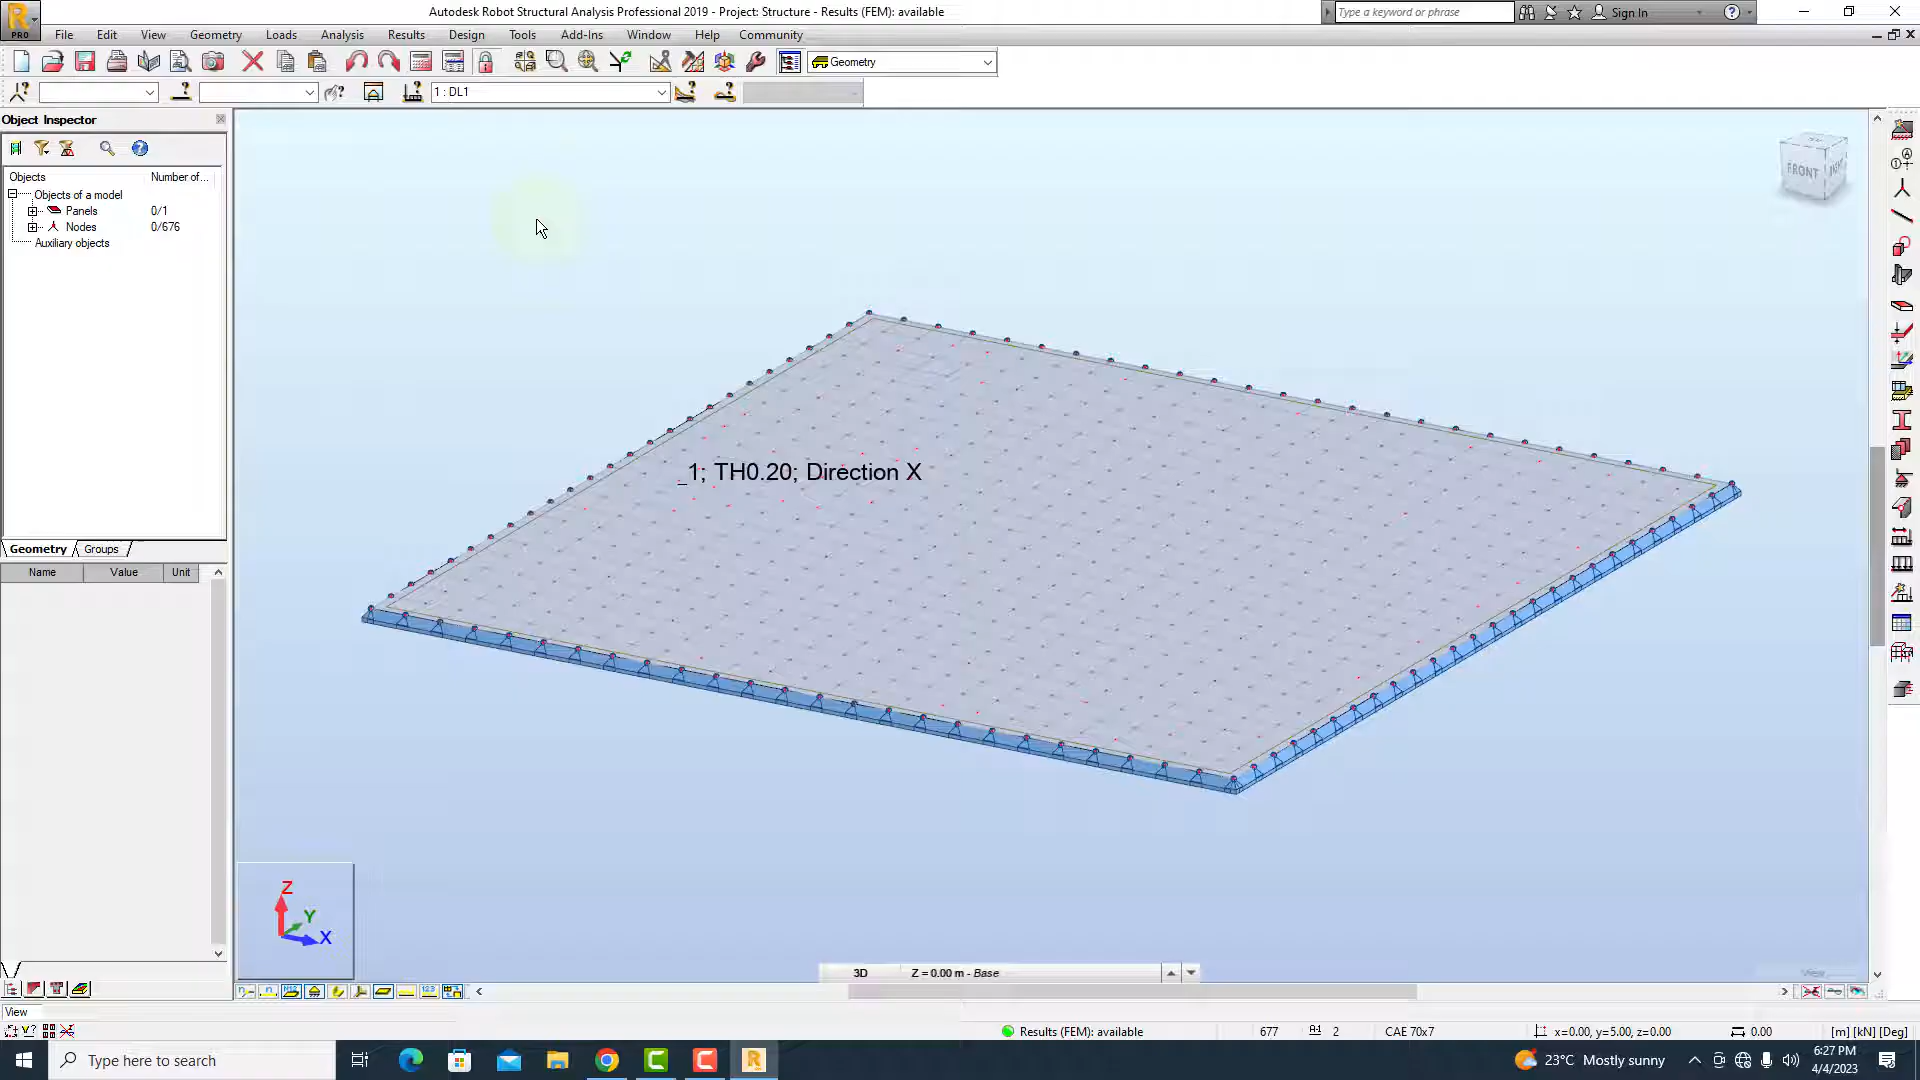 Autodesk Robot Structural Analysis Professional 2019 - Project: Structure - Results (FEM): available
Type a keyword or phrase
Sign In
PRO
File Edit View Geometry Loads Analysis Results Design Tools Add-Ins Window Help Community
Geometry
1 : DL1
Object Inspector
Objects Number of...
Objects of a model
Panels 0/1
Nodes 0/676
Auxiliary objects
Geometry Groups
Name Value Unit
FRONT
_1; TH0.20; Direction X
Z
Y
X
3D Z = 0.00 m - Base
View
View
Results (FEM): available 677 2 CAE 70x7 x=0.00, y=5.00, z=0.00 0.00 [m] [kN] [Deg]
Type here to search
23°C Mostly sunny
6:27 PM
4/4/2023